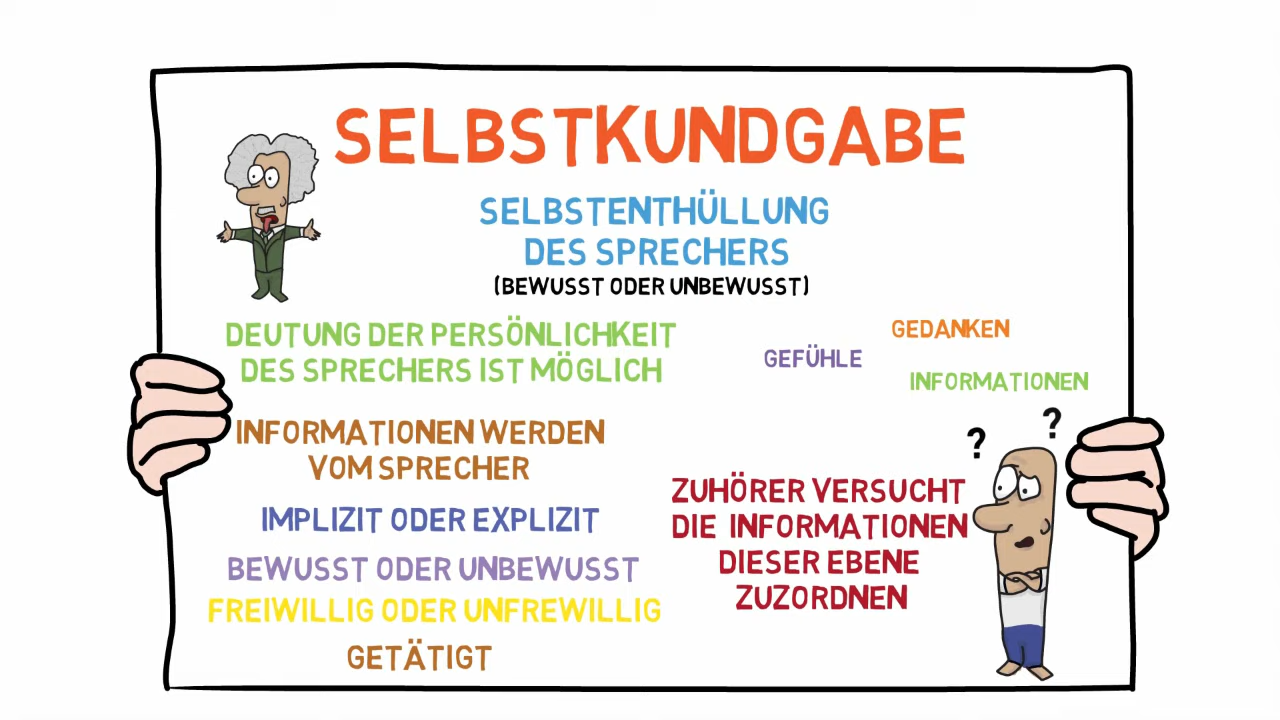 SELBSTKUNDGABE
SELBSTENTHÜLLUNG
DES SPRECHERS
(BEWUSST ODER UNBEWUSST)
DEUTUNG DER PERSÖNLICHKEIT
DES SPRECHERS IST MÖGLICH
GEDANKEN
GEFÜHLE
INFORMATIONEN
INFORMATIONEN WERDEN
VOM SPRECHER
IMPLIZIT ODER EXPLIZIT
BEWUSST ODER UNBEWUSST
FREIWILLIG ODER UNFREWILLIG
GETÄTIGT
? ?
ZUHÖRER VERSUCHT
DIE INFORMATIONEN
DIESER EBENE
ZUZORDNEN